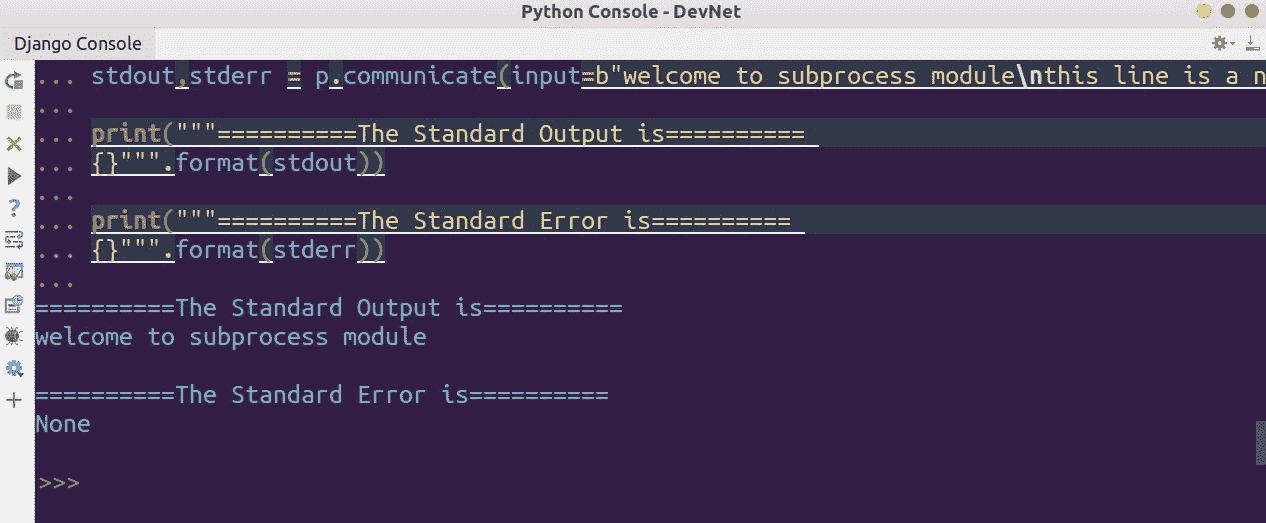 Python Console - DevNet
Django Console
... stdout,stderr = p.communicate(input=b"welcome to subprocess module\nthis line is a n
...
... print("""==========The Standard Output is==========
... {}""".format(stdout))
...
... print("""==========The Standard Error is==========
... {}""".format(stderr))
...
==========The Standard Output is==========
welcome to subprocess module
==========The Standard Error is==========
None
>>>